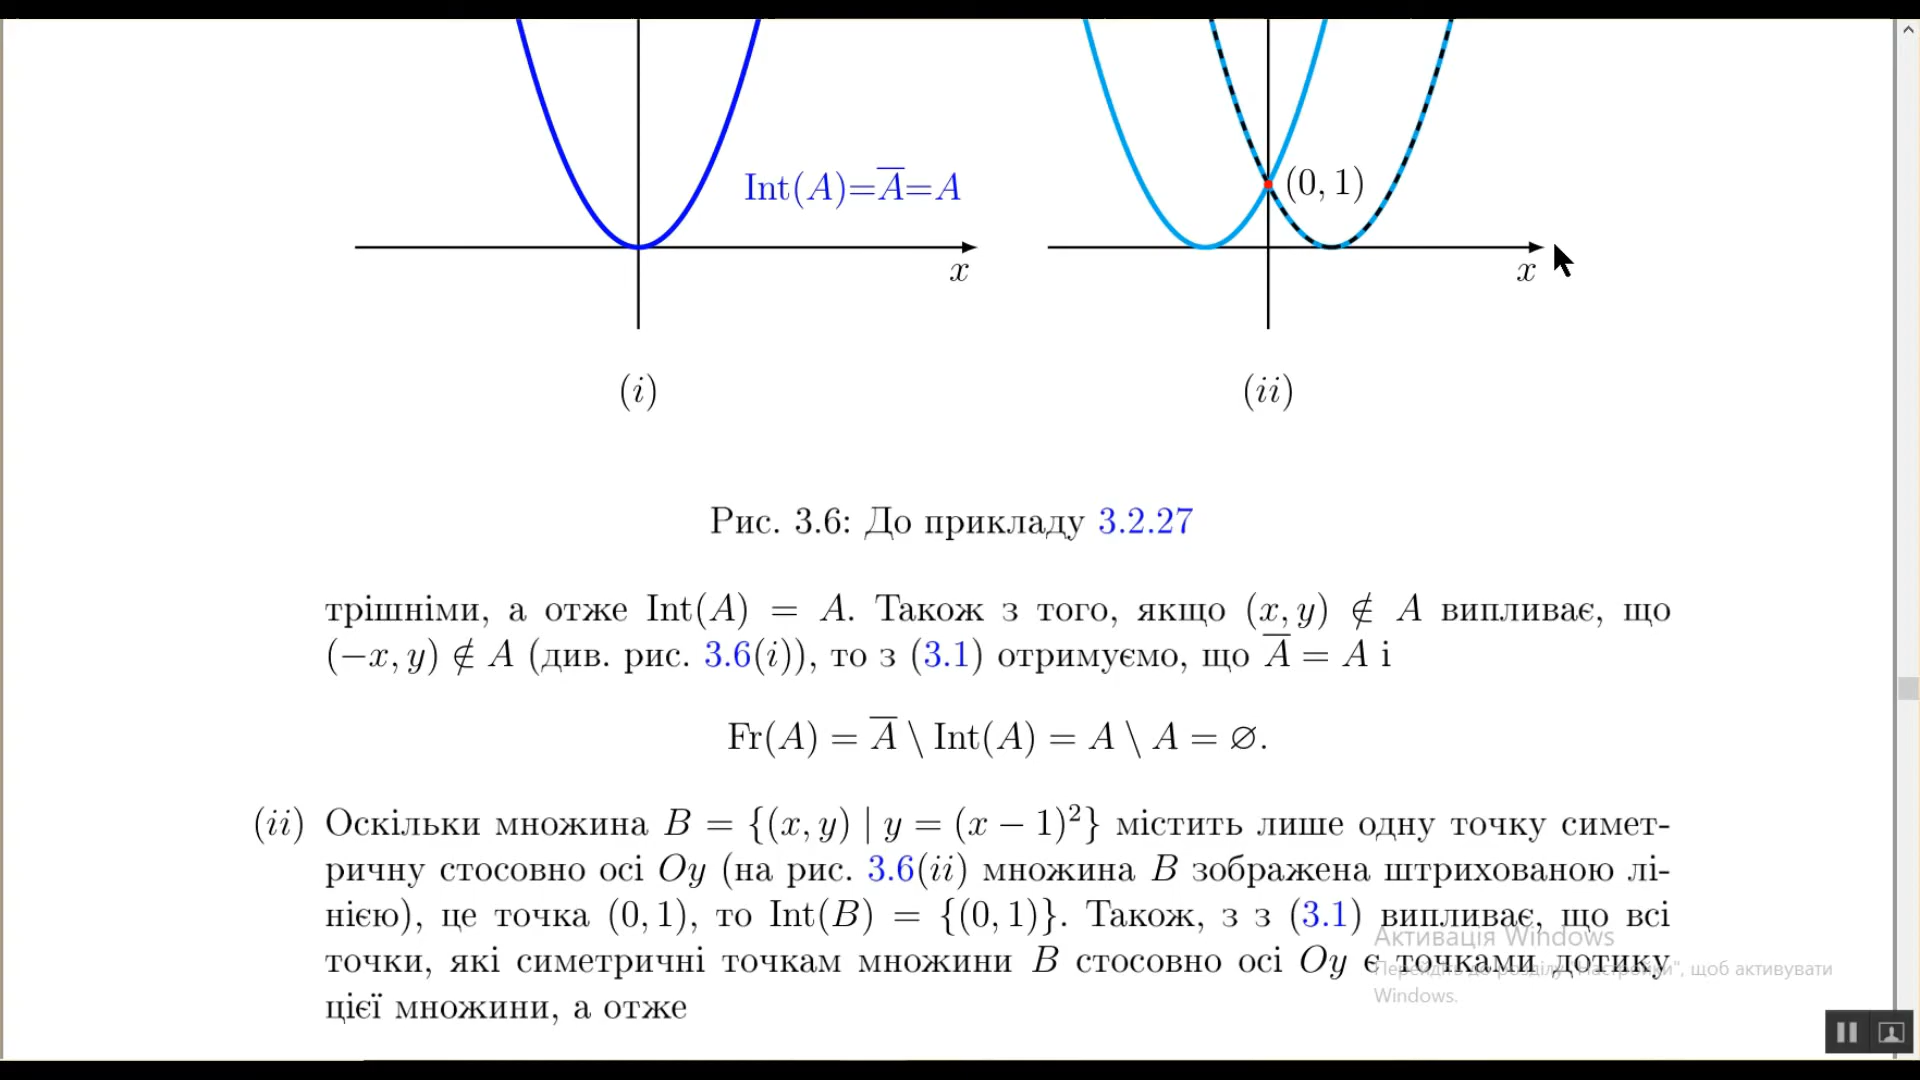 Int(A)=A̅=A
(0, 1)
x
x
(i)
(ii)
Рис. 3.6: До прикладу 3.2.27
трішніми, а отже Int(A) = A. Також з того, якщо (x, y) ∉ A випливає, що
(−x, y) ∉ A (див. рис. 3.6(i)), то з (3.1) отримуємо, що A̅ = A і
Fr(A) = A̅ \ Int(A) = A \ A = ∅.
(ii) Оскільки множина B = {(x, y) | y = (x − 1)²} містить лише одну точку симет-
ричну стосовно осі Oy (на рис. 3.6(ii) множина B зображена штрихованою лі-
нією), це точка (0, 1), то Int(B) = {(0, 1)}. Також, з з (3.1) випливає, що всі
точки, які симетричні точкам множини B стосовно осі Oy є точками дотику
цієї множини, а отже
Активація Windows
Перейдіть до розділу "Настройки", щоб активувати
Windows.